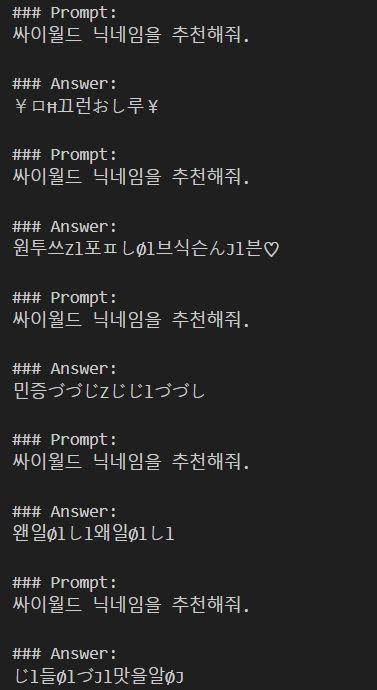 ### Prompt:
싸이월드 닉네임을 추천해줘.
### Answer:
￥ㅁĦ끄런おし루￥
### Prompt:
싸이월드 닉네임을 추천해줘.
### Answer:
원투쓰Zl포ㅍしØl브식슨んJl븐♡
### Prompt:
싸이월드 닉네임을 추천해줘.
### Answer:
민증づづじZじじlづづし
### Prompt:
싸이월드 닉네임을 추천해줘.
### Answer:
왠일Ølしl왜일Ølしl
### Prompt:
싸이월드 닉네임을 추천해줘.
### Answer:
じl들ØlづJl맛을알ØJ